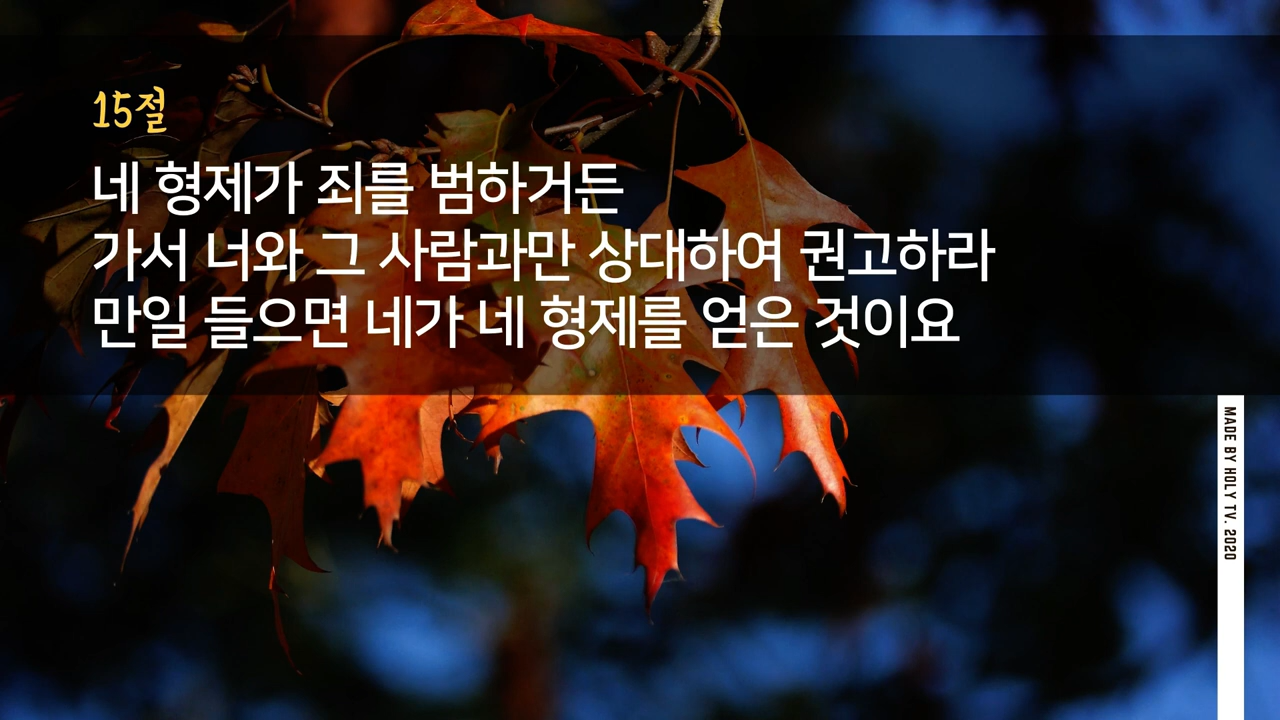 15절
네 형제가 죄를 범하거든
가서 너와 그 사람과만 상대하여 권고하라
만일 들으면 네가 네 형제를 얻은 것이요
MADE BY HOLY TV. 2020